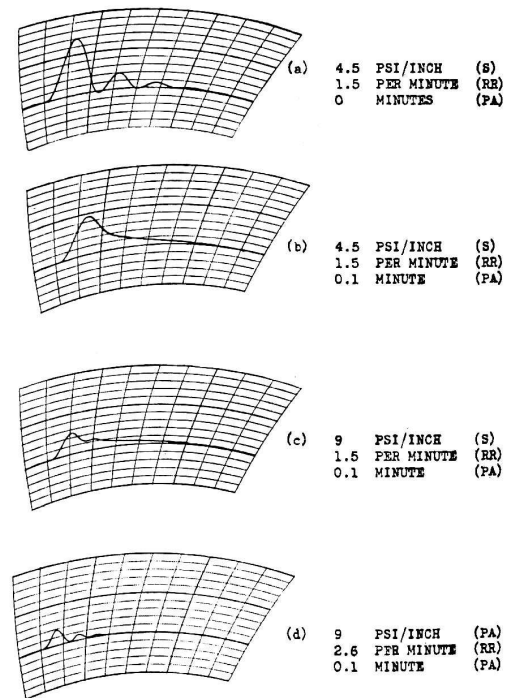 (a) 4.5 PSI/INCH (S)
1.5 PER MINUTE (RR)
0 MINUTES (PA)
(b) 4.5 PSI/INCH (S)
1.5 PER MINUTE (RR)
0.1 MINUTE (PA)
(c) 9 PSI/INCH (S)
1.5 PER MINUTE (RR)
0.1 MINUTE (PA)
(d) 9 PSI/INCH (PA)
2.6 PER MINUTE (RR)
0.1 MINUTE (PA)